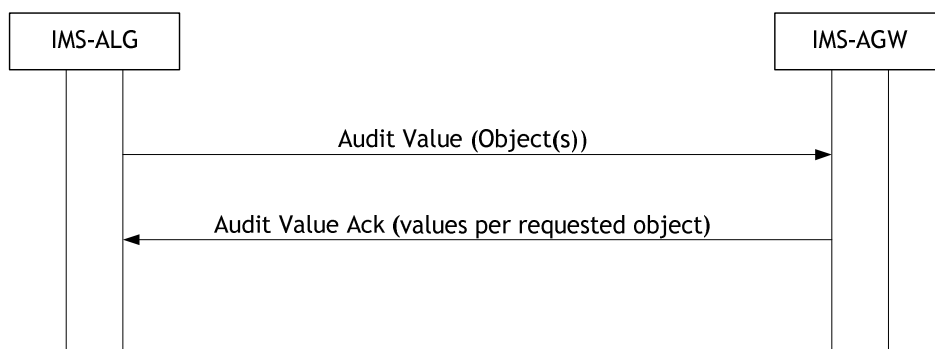 IMS-ALG
IMS-AGW
Audit Value (Object(s))
Audit Value Ack (values per requested object)